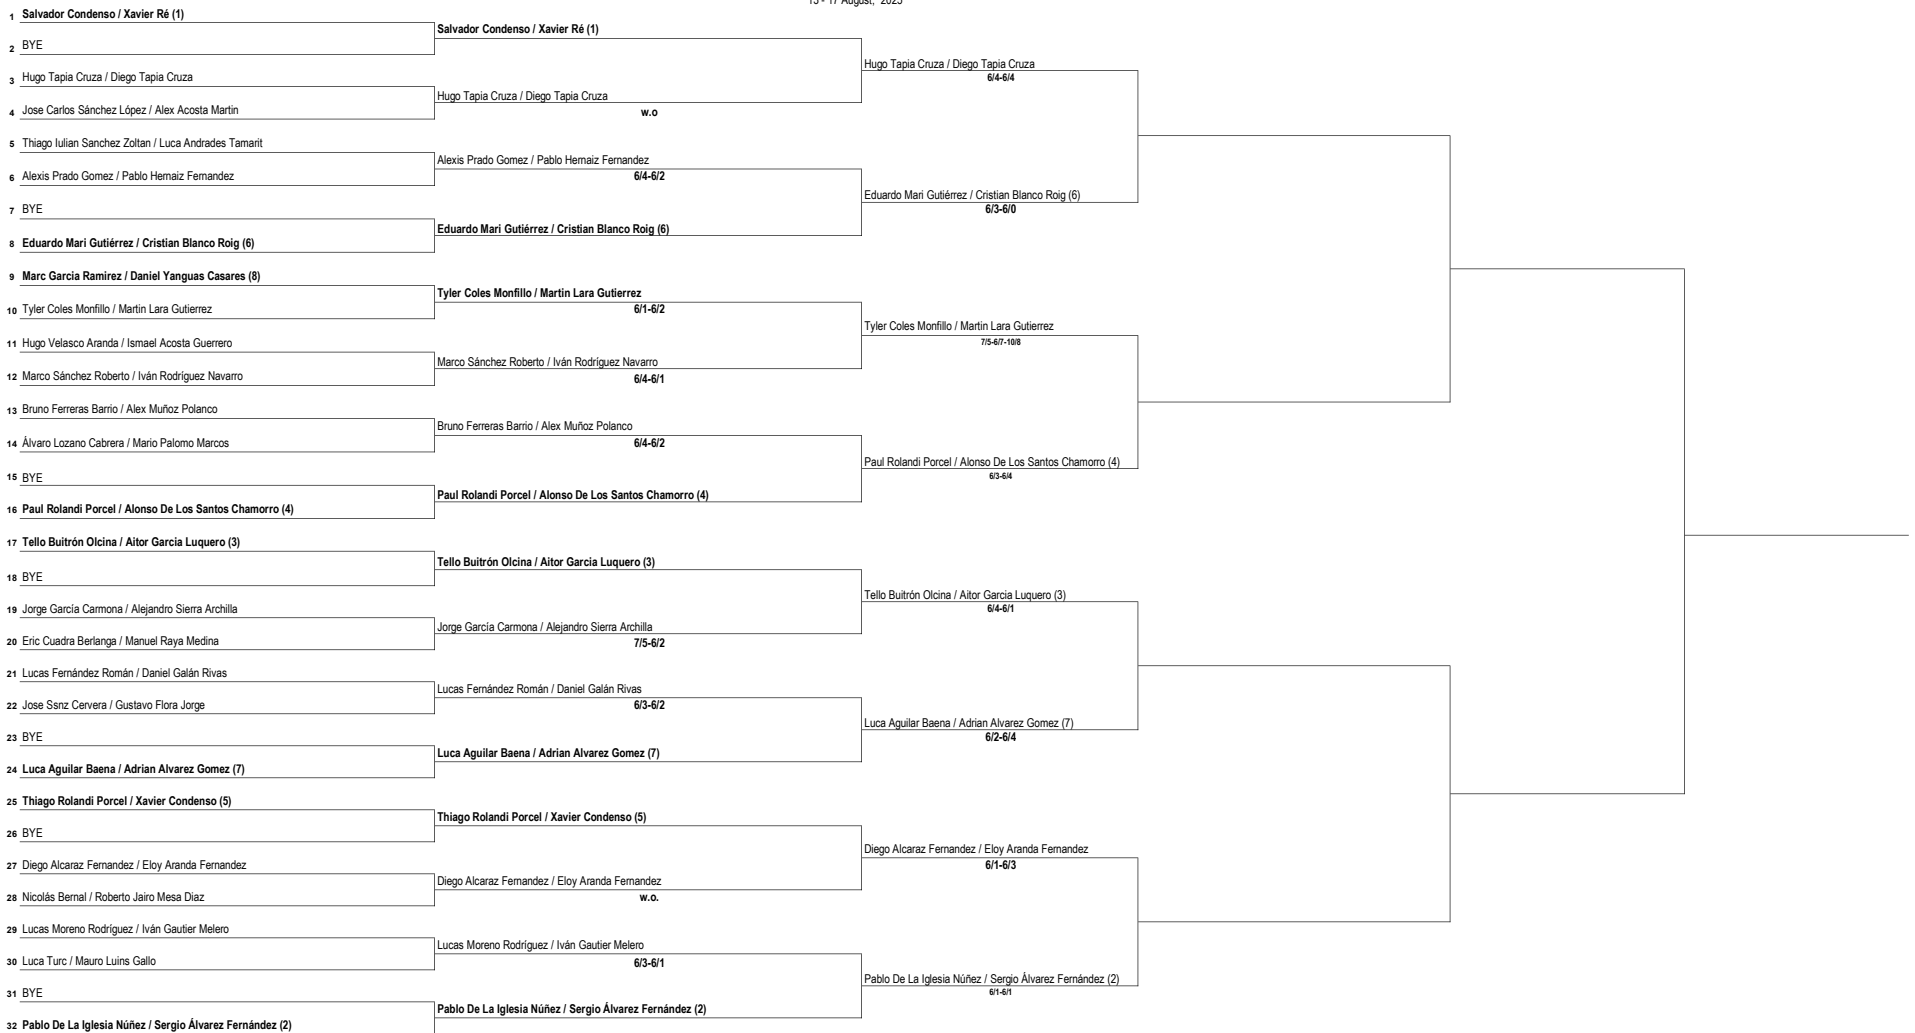 13 - 17 August, 2025
1 Salvador Condenso / Xavier Ré (1)
2 BYE
3 Hugo Tapia Cruza / Diego Tapia Cruza
4 Jose Carlos Sánchez López / Alex Acosta Martin
5 Thiago Iulian Sanchez Zoltan / Luca Andrades Tamarit
6 Alexis Prado Gomez / Pablo Hernaiz Fernandez
7 BYE
8 Eduardo Mari Gutiérrez / Cristian Blanco Roig (6)
9 Marc Garcia Ramirez / Daniel Yanguas Casares (8)
10 Tyler Coles Monfillo / Martin Lara Gutierrez
11 Hugo Velasco Aranda / Ismael Acosta Guerrero
12 Marco Sánchez Roberto / Iván Rodríguez Navarro
13 Bruno Ferreras Barrio / Alex Muñoz Polanco
14 Álvaro Lozano Cabrera / Mario Palomo Marcos
15 BYE
16 Paul Rolandi Porcel / Alonso De Los Santos Chamorro (4)
17 Tello Buitrón Olcina / Aitor Garcia Luquero (3)
18 BYE
19 Jorge García Carmona / Alejandro Sierra Archilla
20 Eric Cuadra Berlanga / Manuel Raya Medina
21 Lucas Fernández Román / Daniel Galán Rivas
22 Jose Ssnz Cervera / Gustavo Flora Jorge
23 BYE
24 Luca Aguilar Baena / Adrian Alvarez Gomez (7)
25 Thiago Rolandi Porcel / Xavier Condenso (5)
26 BYE
27 Diego Alcaraz Fernandez / Eloy Aranda Fernandez
28 Nicolás Bernal / Roberto Jairo Mesa Diaz
29 Lucas Moreno Rodríguez / Iván Gautier Melero
30 Luca Turc / Mauro Luins Gallo
31 BYE
32 Pablo De La Iglesia Núñez / Sergio Álvarez Fernández (2)
Salvador Condenso / Xavier Ré (1)
Hugo Tapia Cruza / Diego Tapia Cruza
w.o
Alexis Prado Gomez / Pablo Hernaiz Fernandez
6/4-6/2
Eduardo Mari Gutiérrez / Cristian Blanco Roig (6)
Tyler Coles Monfillo / Martin Lara Gutierrez
6/1-6/2
Marco Sánchez Roberto / Iván Rodríguez Navarro
6/4-6/1
Bruno Ferreras Barrio / Alex Muñoz Polanco
6/4-6/2
Paul Rolandi Porcel / Alonso De Los Santos Chamorro (4)
Tello Buitrón Olcina / Aitor Garcia Luquero (3)
Jorge García Carmona / Alejandro Sierra Archilla
7/5-6/2
Lucas Fernández Román / Daniel Galán Rivas
6/3-6/2
Luca Aguilar Baena / Adrian Alvarez Gomez (7)
Thiago Rolandi Porcel / Xavier Condenso (5)
Diego Alcaraz Fernandez / Eloy Aranda Fernandez
w.o.
Lucas Moreno Rodríguez / Iván Gautier Melero
6/3-6/1
Pablo De La Iglesia Núñez / Sergio Álvarez Fernández (2)
Hugo Tapia Cruza / Diego Tapia Cruza
6/4-6/4
Eduardo Mari Gutiérrez / Cristian Blanco Roig (6)
6/3-6/0
Tyler Coles Monfillo / Martin Lara Gutierrez
7/5-6/7-10/8
Paul Rolandi Porcel / Alonso De Los Santos Chamorro (4)
6/3-6/4
Tello Buitrón Olcina / Aitor Garcia Luquero (3)
6/4-6/1
Luca Aguilar Baena / Adrian Alvarez Gomez (7)
6/2-6/4
Diego Alcaraz Fernandez / Eloy Aranda Fernandez
6/1-6/3
Pablo De La Iglesia Núñez / Sergio Álvarez Fernández (2)
6/1-6/1